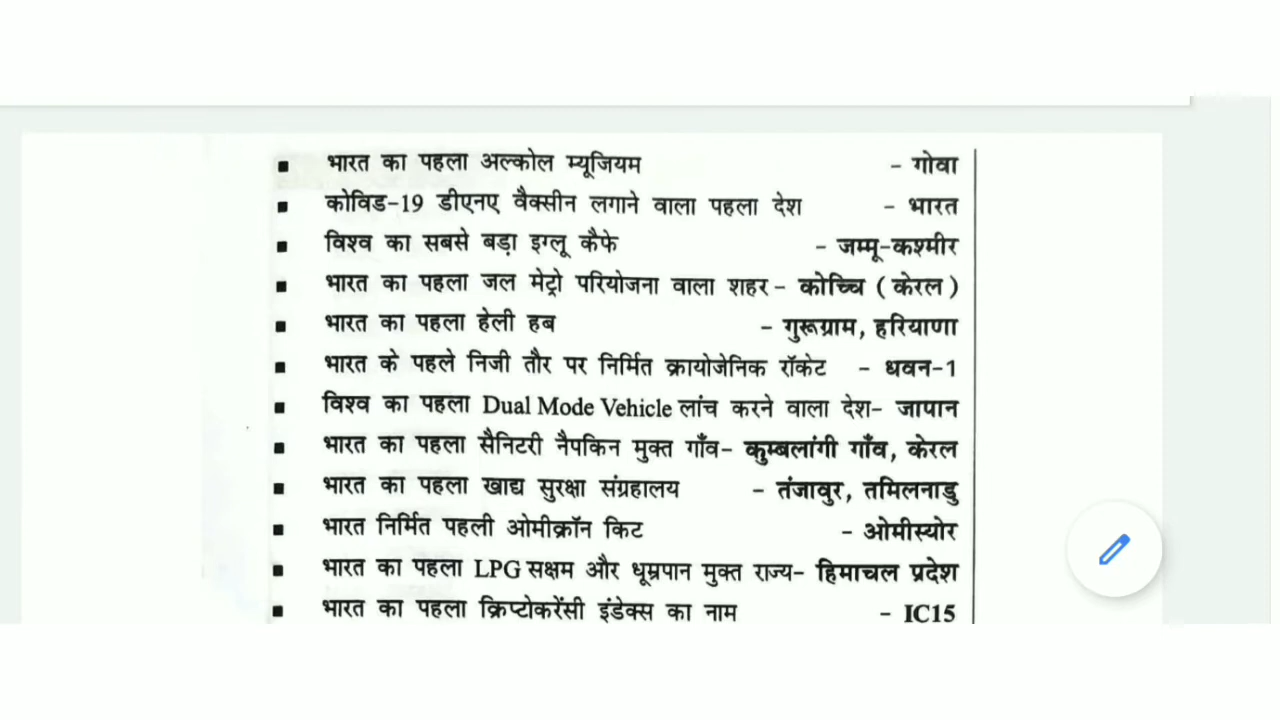 ▪ भारत का पहला अल्कोल म्यूजियम - गोवा
▪ कोविड-19 डीएनए वैक्सीन लगाने वाला पहला देश - भारत
▪ विश्व का सबसे बड़ा इग्लू कैफे - जम्मू-कश्मीर
▪ भारत का पहला जल मेट्रो परियोजना वाला शहर - कोच्चि ( केरल )
▪ भारत का पहला हेली हब - गुरूग्राम, हरियाणा
▪ भारत के पहले निजी तौर पर निर्मित क्रायोजेनिक रॉकेट - धवन-1
▪ विश्व का पहला Dual Mode Vehicle लांच करने वाला देश- जापान
▪ भारत का पहला सैनिटरी नैपकिन मुक्त गाँव- कुम्बलांगी गाँव, केरल
▪ भारत का पहला खाद्य सुरक्षा संग्रहालय - तंजावुर, तमिलनाडु
▪ भारत निर्मित पहली ओमीक्रॉन किट - ओमीस्योर
▪ भारत का पहला LPG सक्षम और धूम्रपान मुक्त राज्य- हिमाचल प्रदेश
▪ भारत का पहला क्रिप्टोकरेंसी इंडेक्स का नाम - IC15